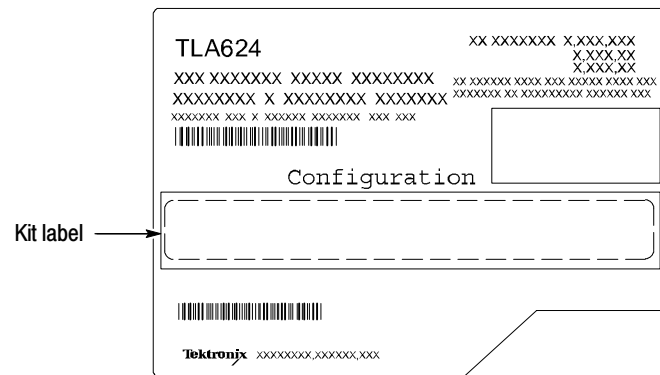 TLA624
XX XXXXXXX X,XXX,XXX
X,XXX,XX
X,XXX,XX
XXX XXXXXXX XXXXX XXXXXXXX
XXXXXXXX X XXXXXXXX XXXXXXX
XX XXXXXX XXXX XXX XXXXX XXXX XXX
XXXXXXX XX XXXXXXXXX XXXXXX XXX
XXXXXXX XXX X XXXXXX XXXXXXX XXX XXX
Configuration
Kit label
Tektronix XXXXXXXX,XXXXXX,XXX